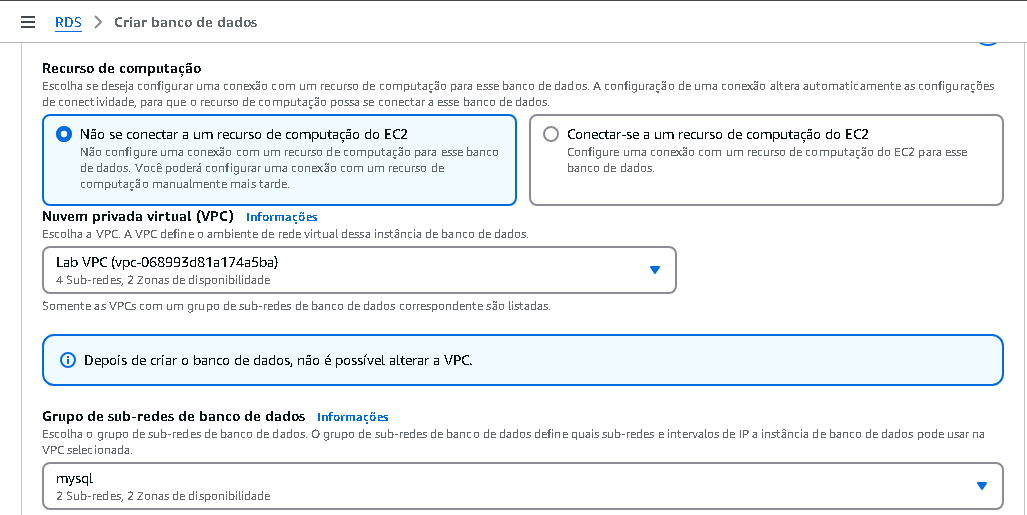 RDS > Criar banco de dados
Recurso de computação
Escolha se deseja configurar uma conexão com um recurso de computação para esse banco de dados. A configuração de uma conexão altera automaticamente as configurações
de conectividade, para que o recurso de computação possa se conectar a esse banco de dados.
Não se conectar a um recurso de computação do EC2
Não configure uma conexão com um recurso de computação para esse banco
de dados. Você poderá configurar uma conexão com um recurso de
computação manualmente mais tarde.
Conectar-se a um recurso de computação do EC2
Configure uma conexão com um recurso de computação do EC2 para esse
banco de dados.
Nuvem privada virtual (VPC) Informações
Escolha a VPC. A VPC define o ambiente de rede virtual dessa instância de banco de dados.
Lab VPC (vpc-068993d81a174a5ba)
4 Sub-redes, 2 Zonas de disponibilidade
Somente as VPCs com um grupo de sub-redes de banco de dados correspondente são listadas.
Depois de criar o banco de dados, não é possível alterar a VPC.
Grupo de sub-redes de banco de dados Informações
Escolha o grupo de sub-redes de banco de dados. O grupo de sub-redes de banco de dados define quais sub-redes e intervalos de IP a instância de banco de dados pode usar na
VPC selecionada.
mysql
2 Sub-redes, 2 Zonas de disponibilidade